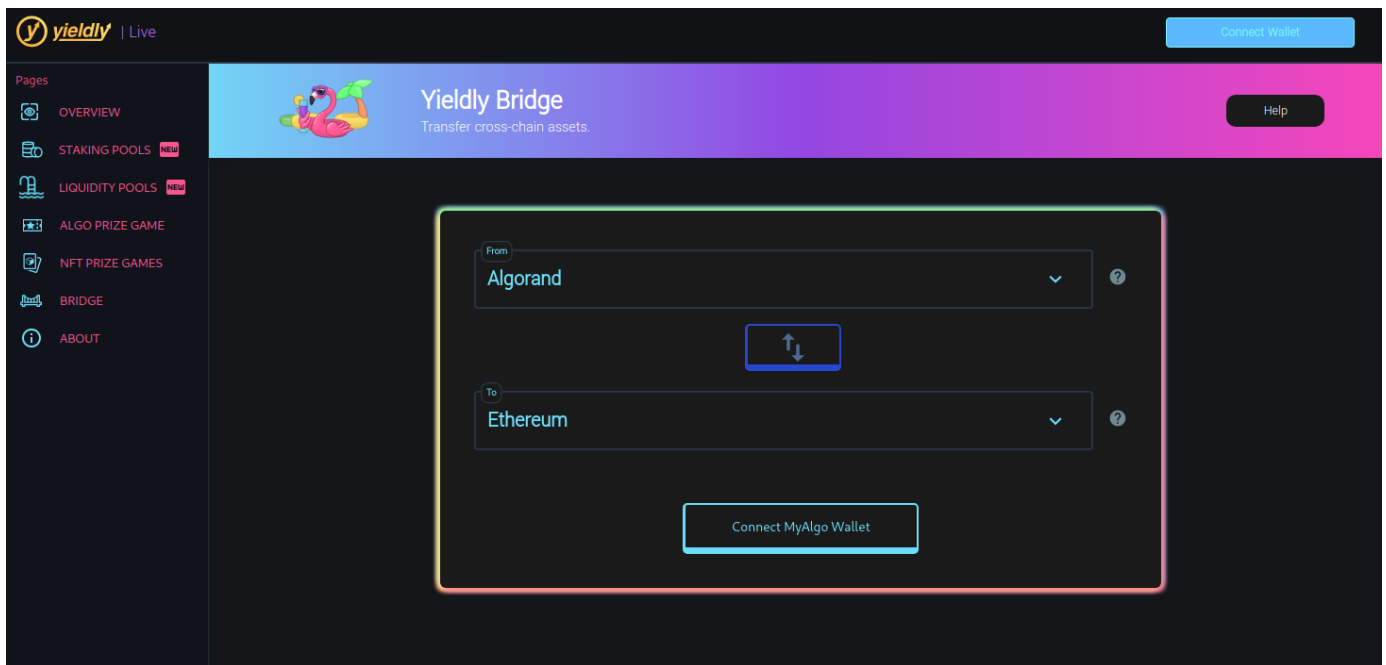 yieldly | Live
Connect Wallet
Pages
OVERVIEW
STAKING POOLS NEW
LIQUIDITY POOLS NEW
ALGO PRIZE GAME
NFT PRIZE GAMES
BRIDGE
ABOUT
Yieldly Bridge
Transfer cross-chain assets.
Help
From
Algorand
To
Ethereum
Connect MyAlgo Wallet